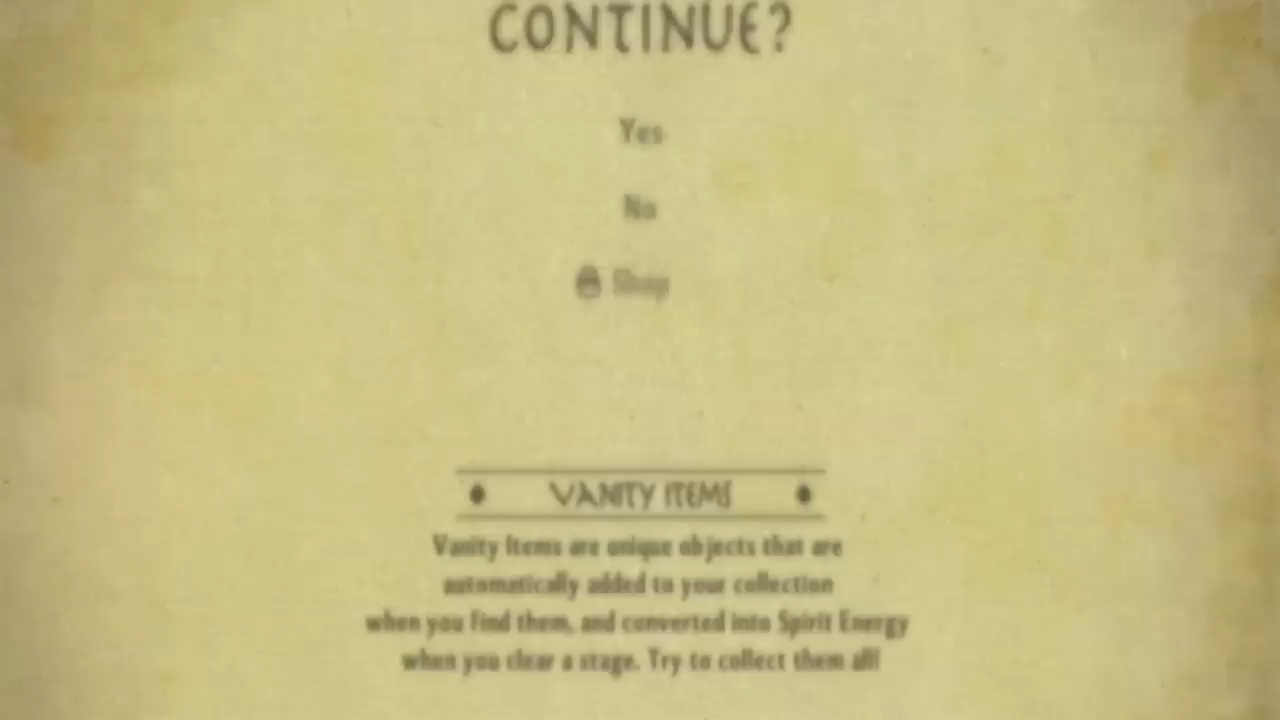 CONTINUE?
Yes
No
Shop
VANITY ITEMS
Vanity Items are unique objects that are
automatically added to your collection
when you find them, and converted into Spirit Energy
when you clear a stage. Try to collect them all!